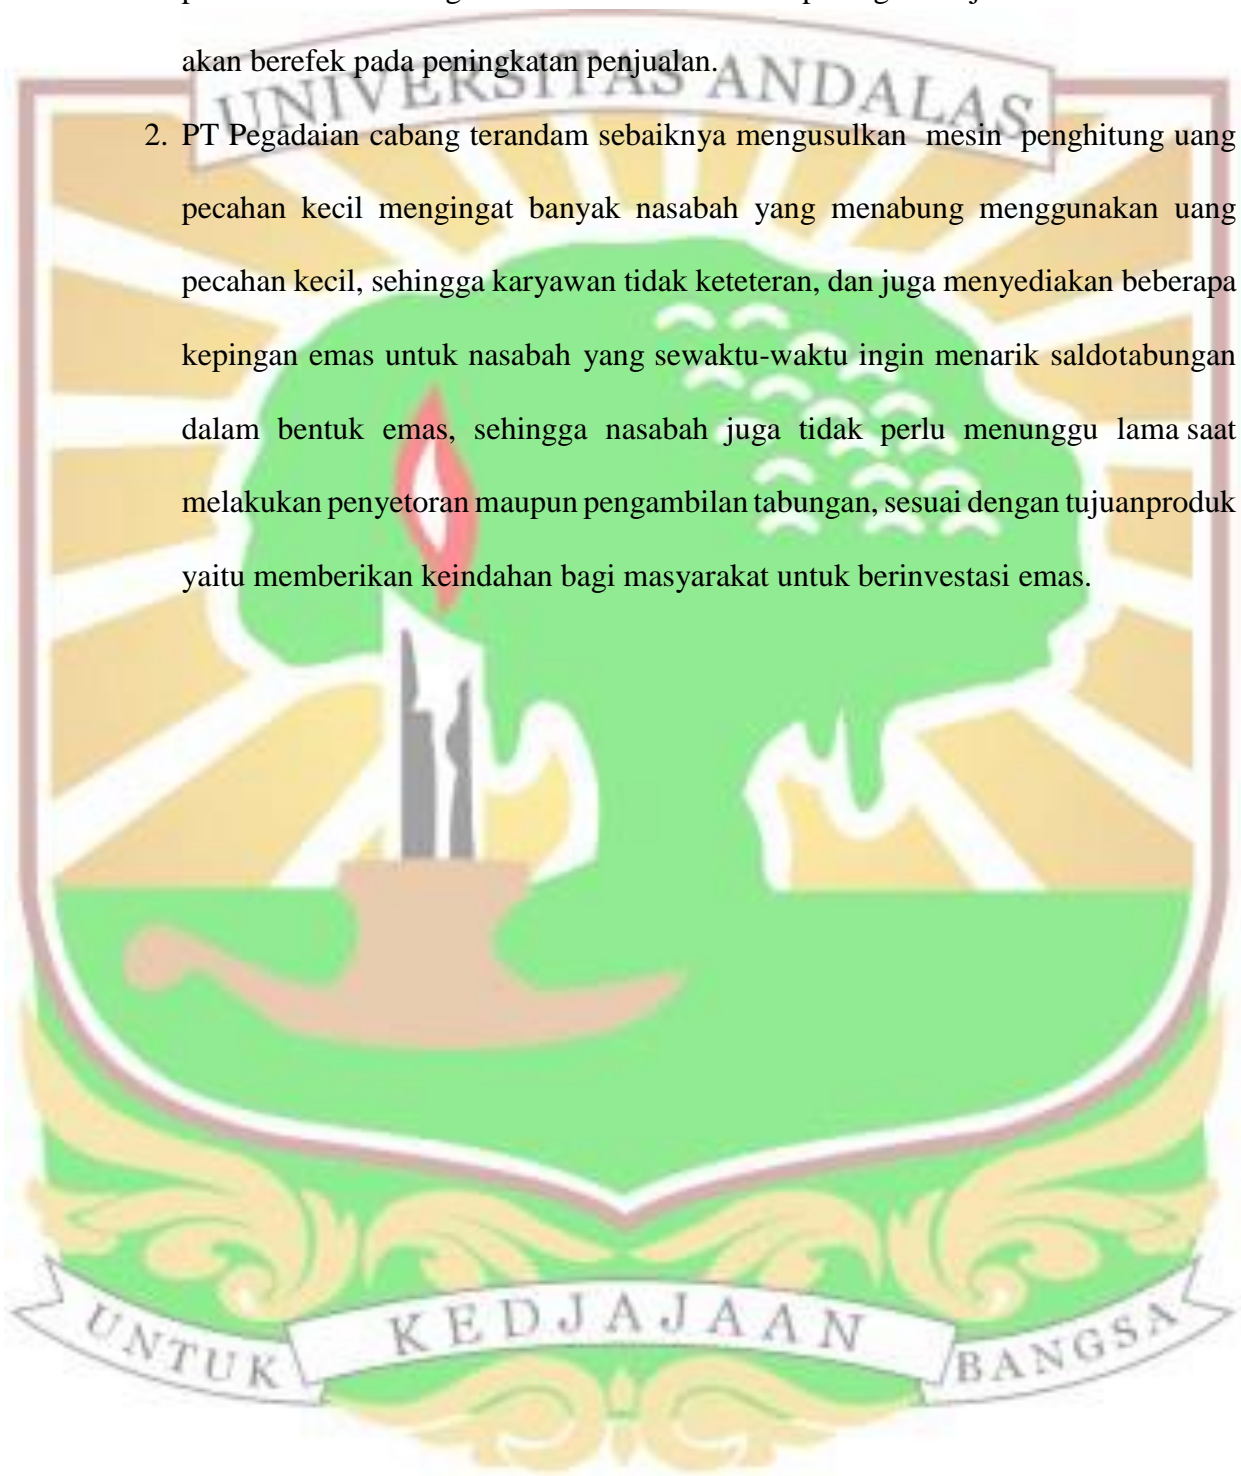 akan berefek pada peningkatan penjualan.
UNIVERSITAS ANDALAS
2. PT Pegadaian cabang terandam sebaiknya mengusulkan mesin penghitung uang
pecahan kecil mengingat banyak nasabah yang menabung menggunakan uang
pecahan kecil, sehingga karyawan tidak keteteran, dan juga menyediakan beberapa
kepingan emas untuk nasabah yang sewaktu-waktu ingin menarik saldotabungan
dalam bentuk emas, sehingga nasabah juga tidak perlu menunggu lama saat
melakukan penyetoran maupun pengambilan tabungan, sesuai dengan tujuanproduk
yaitu memberikan keindahan bagi masyarakat untuk berinvestasi emas.
UNTUK KEDJAJAAN BANGSA